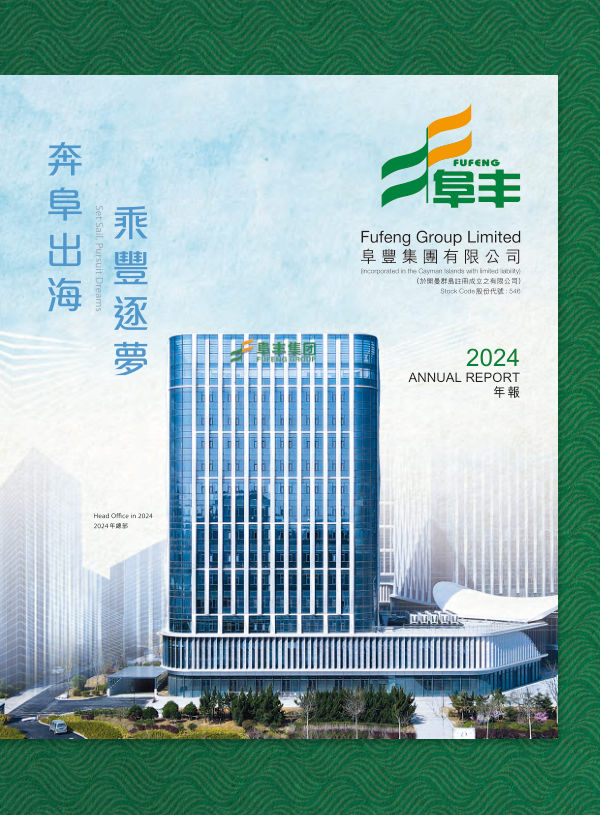 奔阜出海
乘豐逐夢
Set Sail, Pursuit Dreams
FUFENG
阜丰
Fufeng Group Limited
阜豐集團有限公司
(incorporated in the Cayman Islands with limited liability)
(於開曼群島註冊成立之有限公司)
Stock Code 股份代號 : 546
2024
ANNUAL REPORT
年報
阜丰集团
FUFENG GROUP
Head Office in 2024
2024年總部